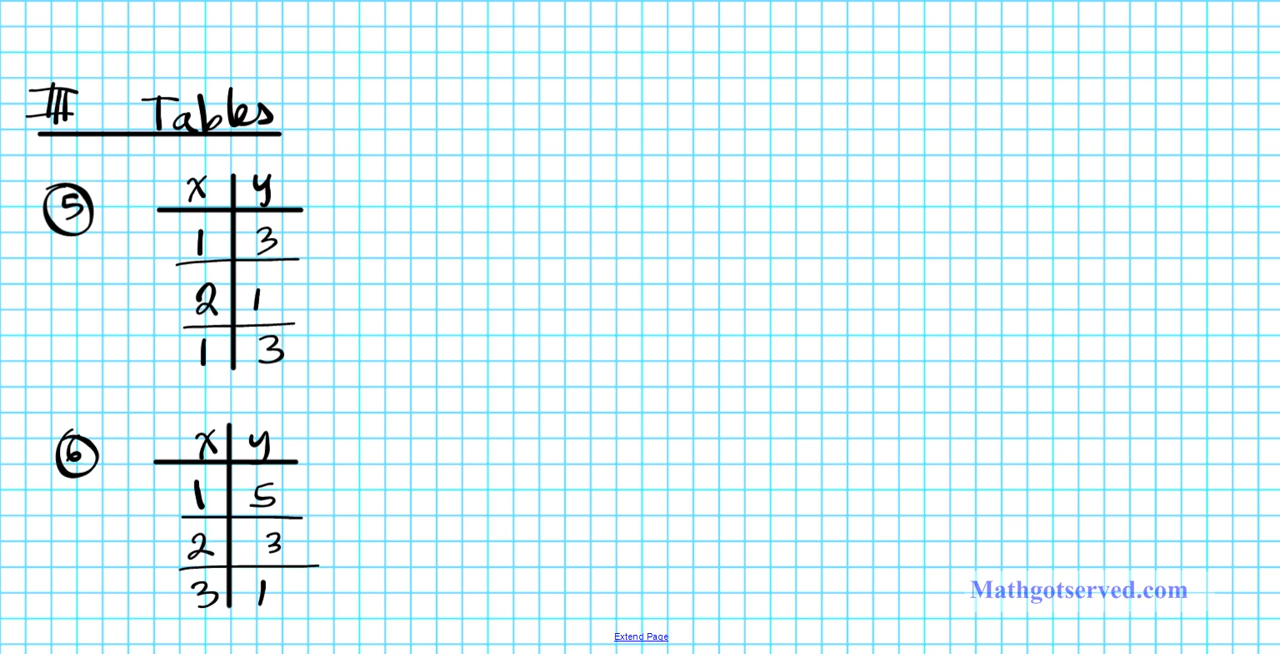 III Tables
5 x y
1 3
2 1
1 3
6 x y
1 5
2 3
3 1
Mathgotserved.com
Extend Page